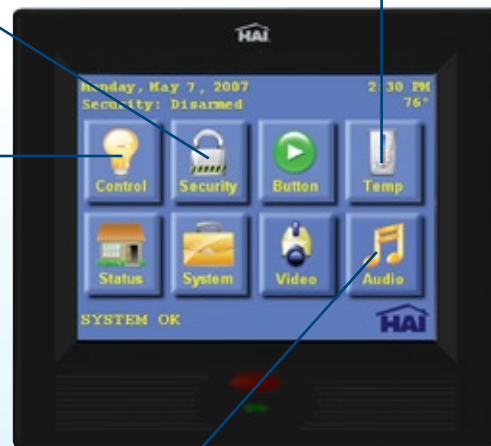 HAI
Monday, May 7, 2007 2:30 PM
Security: Disarmed 76°
Control Security Button Temp
Status System Video Audio
SYSTEM OK HAI